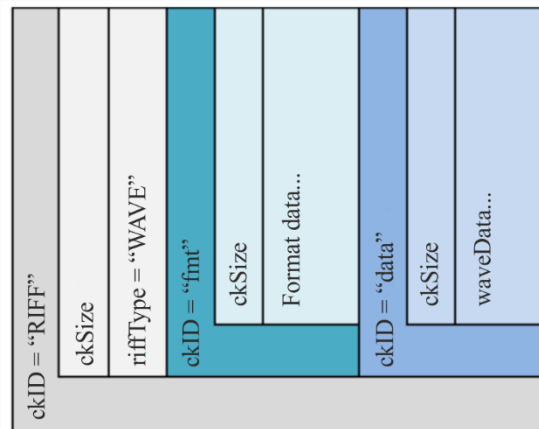 ckID = “RIFF”
ckSize
riffType = “WAVE”
ckID = “fmt”
ckSize
Format data...
ckID = “data”
ckSize
waveData...